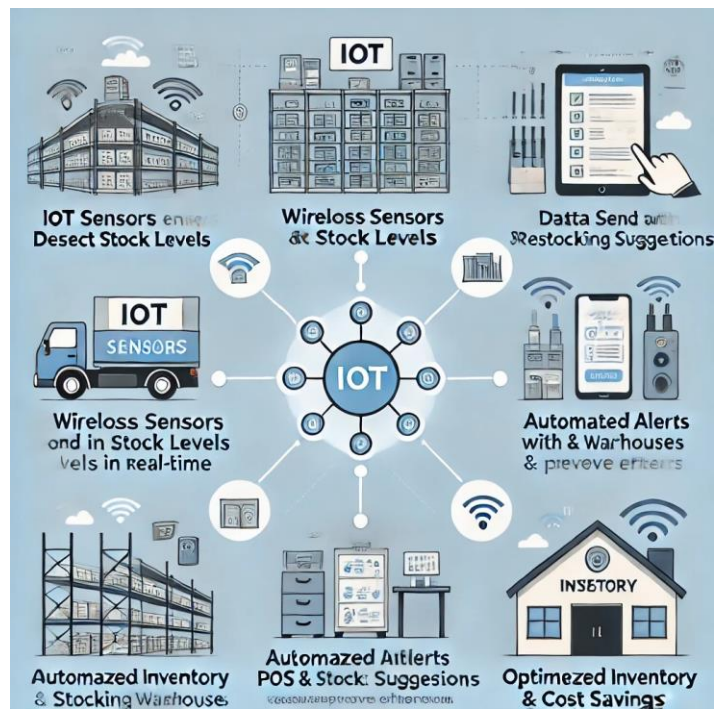 IOT
IOT SENSORS
Desect Stock Levels
Wireloss Sensors
& Stock Levels
Datta Send
Restocking Suggestions
IOT
SENSORS
IOT
Wireloss Sensors
ond in Stock Levels
in Real-time
Automated Alerts
with & Warhouses
& prevove
INSETORY
Automazed Inventory
& Stocking Warhouse
Automazed Aitlerts
POS & Stock: Suggesions
Optimezed Inventory
& Cost Savings